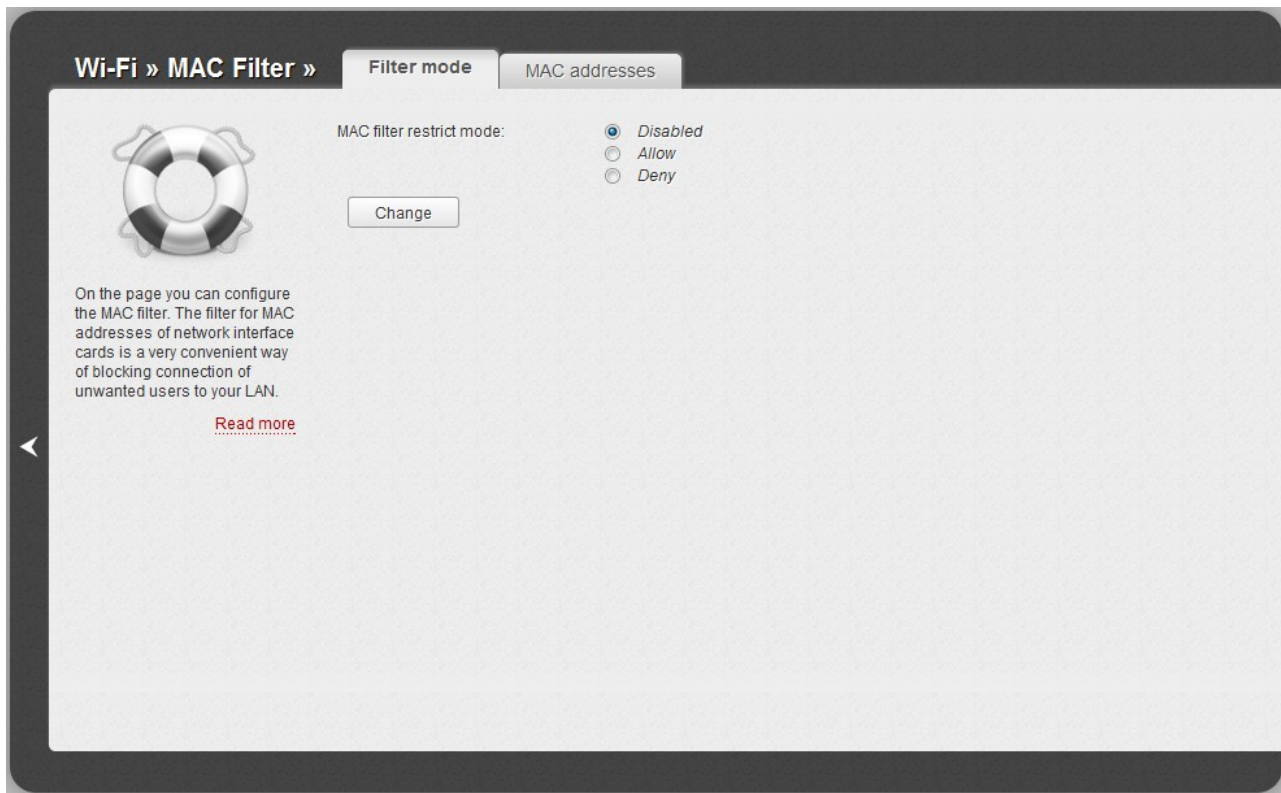 Wi-Fi » MAC Filter »
Filter mode
MAC addresses
MAC filter restrict mode:
Disabled
Allow
Deny
Change
On the page you can configure
the MAC filter. The filter for MAC
addresses of network interface
cards is a very convenient way
of blocking connection of
unwanted users to your LAN.
Read more